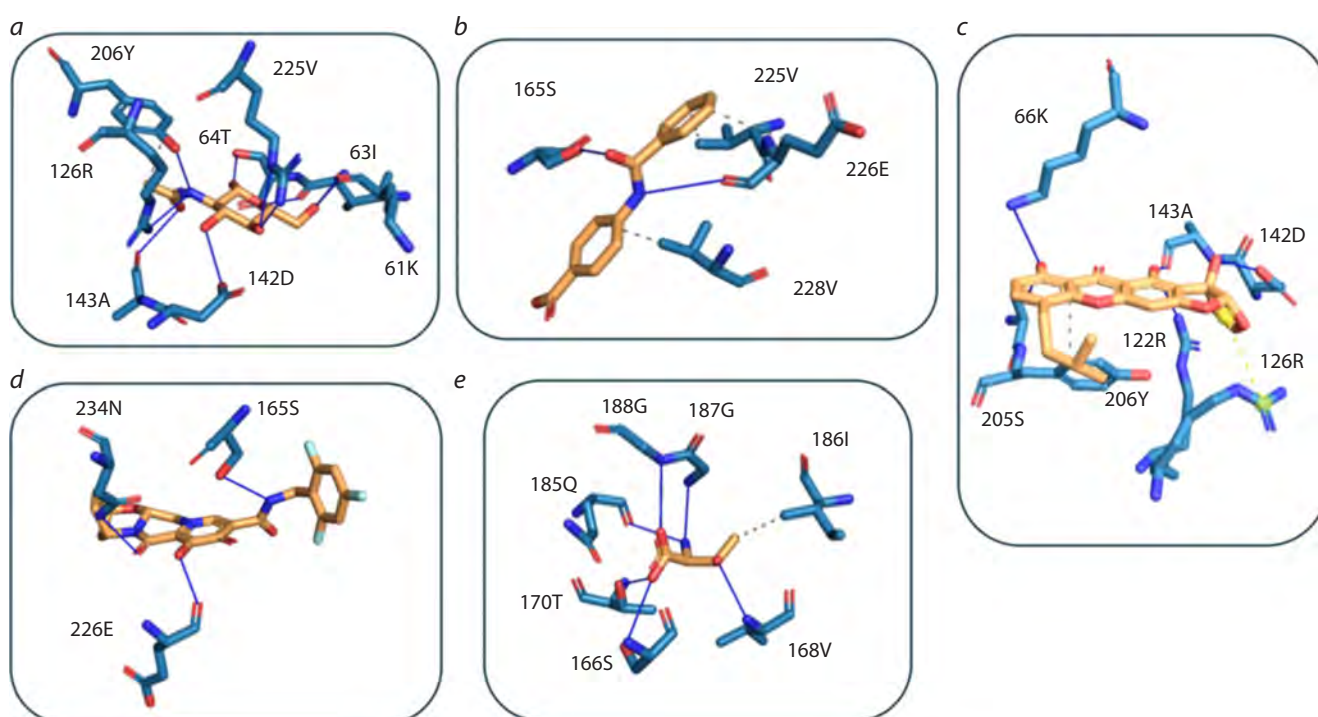 a
206Y
225V
64T
63I
126R
61K
142D
143A
b
165S
225V
226E
228V
c
66K
143A
142D
122R
126R
206Y
205S
d
234N
165S
226E
e
188G
187G
186I
185Q
170T
166S
168V